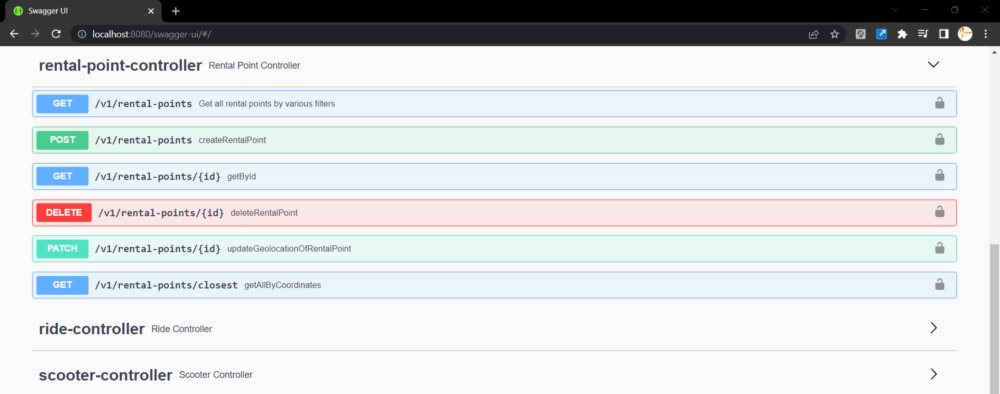 Swagger UI
localhost:8080/swagger-ui/#/
rental-point-controller Rental Point Controller
GET /v1/rental-points Get all rental points by various filters
POST /v1/rental-points createRentalPoint
GET /v1/rental-points/{id} getById
DELETE /v1/rental-points/{id} deleteRentalPoint
PATCH /v1/rental-points/{id} updateGeolocationOfRentalPoint
GET /v1/rental-points/closest getAllByCoordinates
ride-controller Ride Controller
scooter-controller Scooter Controller